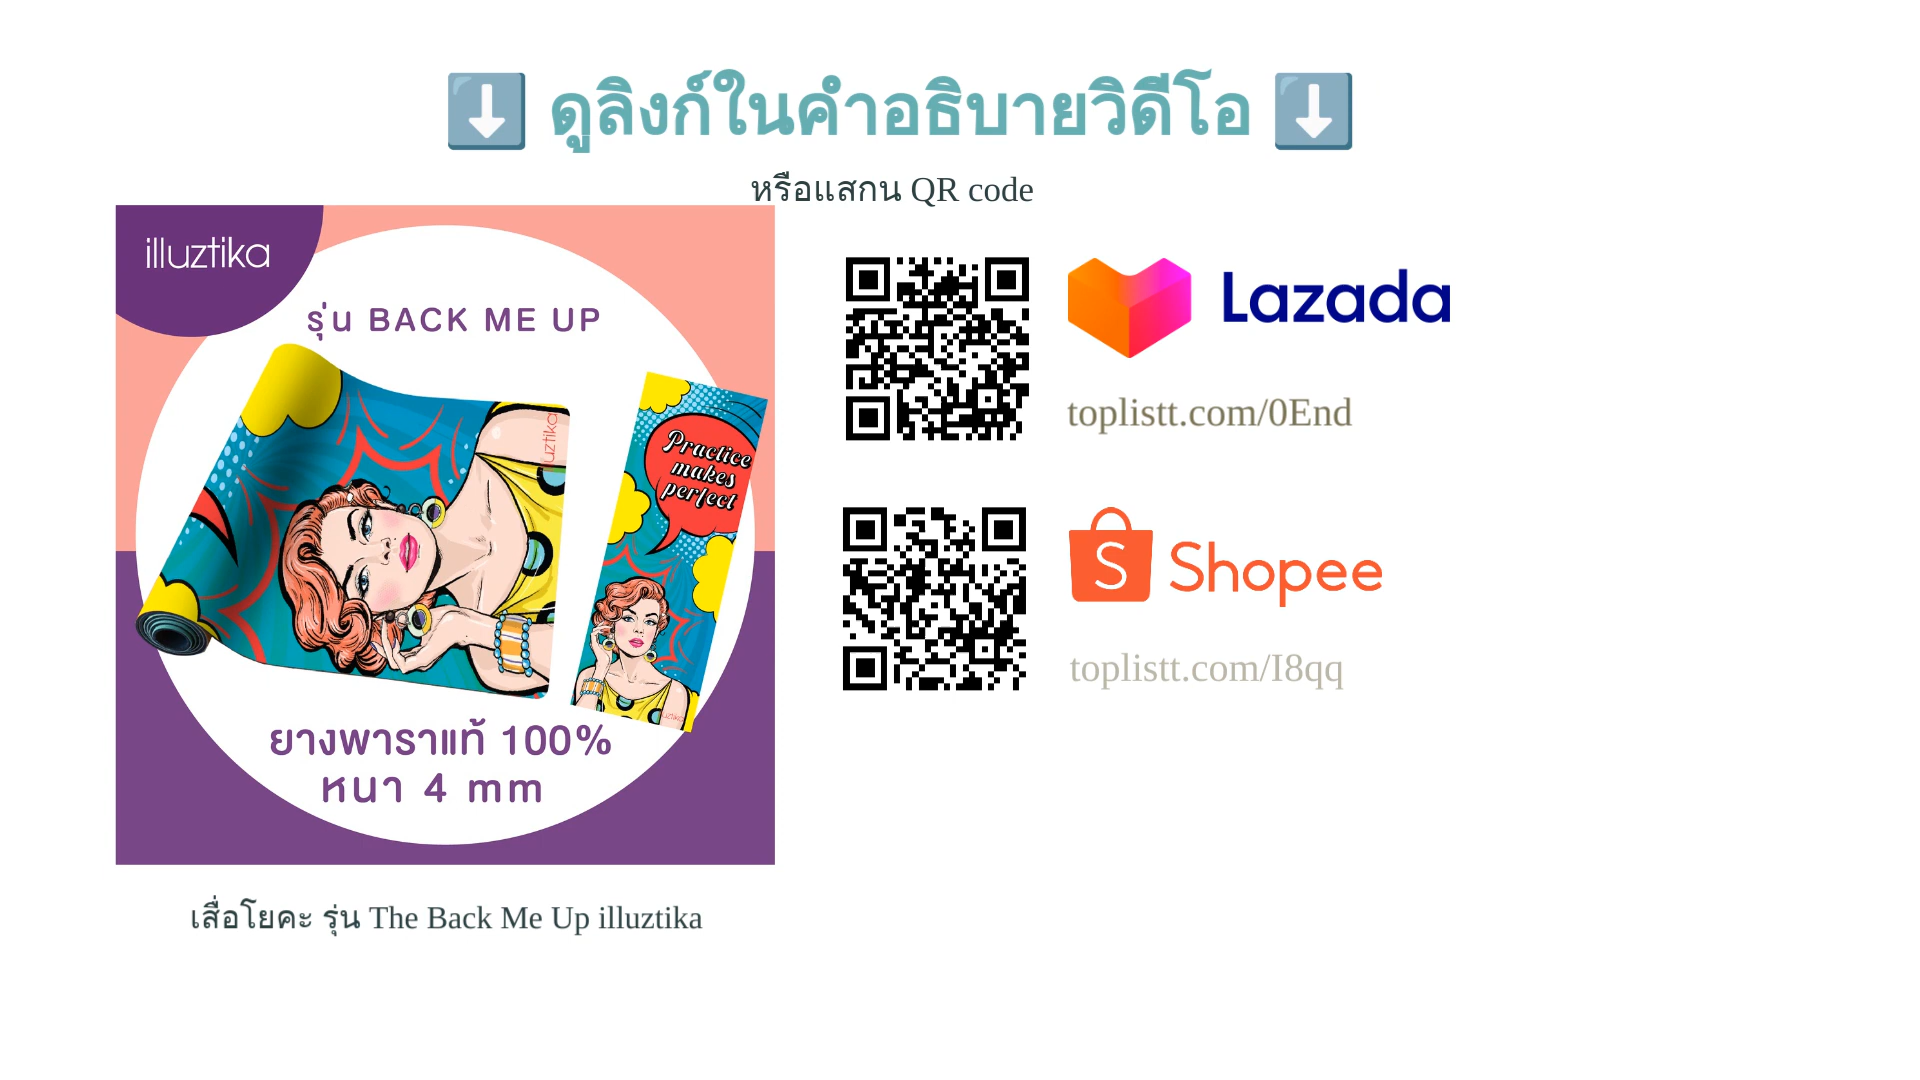 ⬇️ ดูลิงก์ในคำอธิบายวิดีโอ ⬇️
หรือแสกน QR code
illuztika
รุ่น BACK ME UP
Practice
makes
perfect
ยางพาราแท้ 100%
หนา 4 mm
เสื่อโยคะ รุ่น The Back Me Up illuztika
Lazada
toplistt.com/0End
Shopee
toplistt.com/I8qq